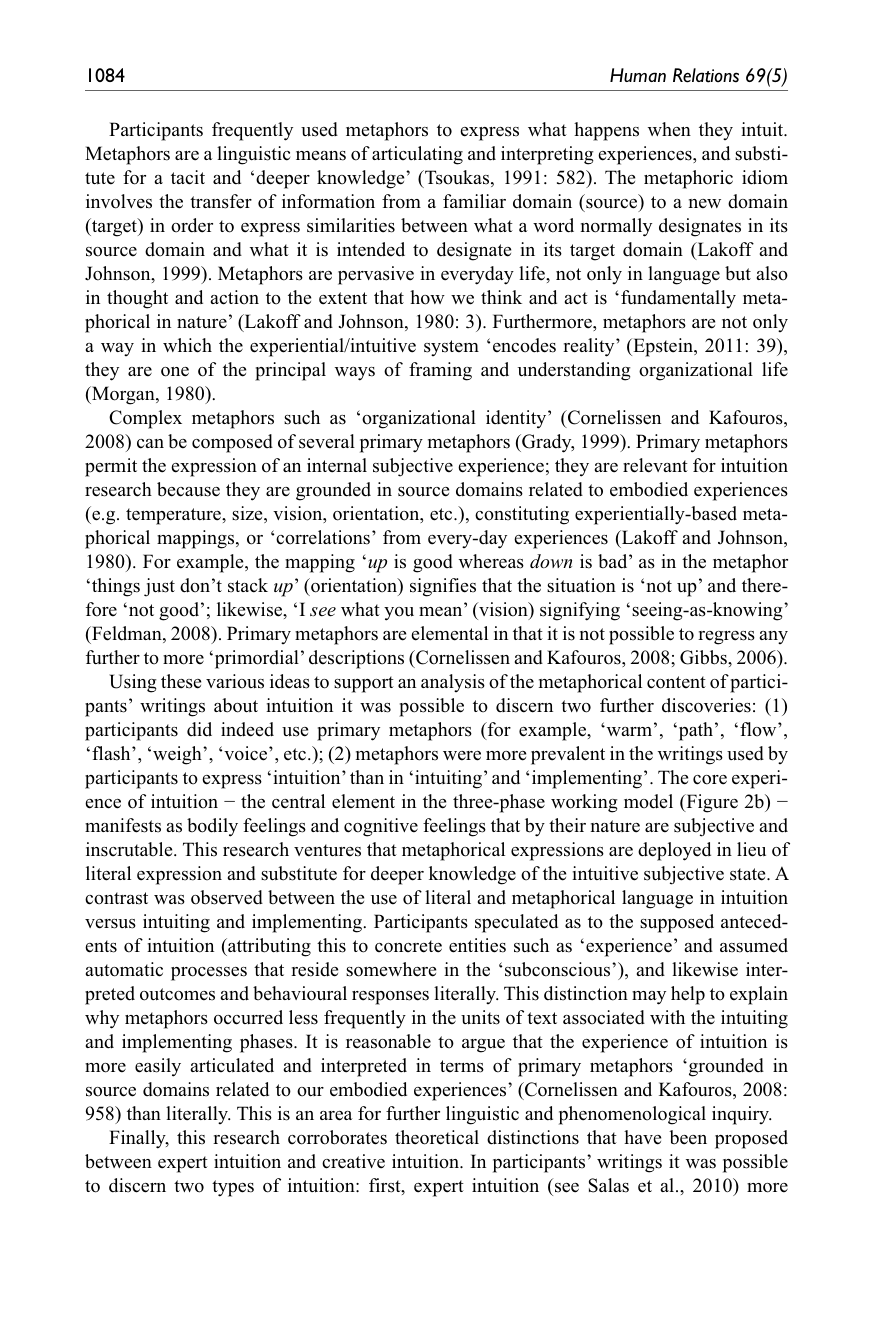 1084
Human Relations 69(5)
Participants frequently used metaphors to express what happens when they intuit.
Metaphors are a linguistic means of articulating and interpreting experiences, and substi-
tute for a tacit and ‘deeper knowledge’ (Tsoukas, 1991: 582). The metaphoric idiom
involves the transfer of information from a familiar domain (source) to a new domain
(target) in order to express similarities between what a word normally designates in its
source domain and what it is intended to designate in its target domain (Lakoff and
Johnson, 1999). Metaphors are pervasive in everyday life, not only in language but also
in thought and action to the extent that how we think and act is ‘fundamentally meta-
phorical in nature’ (Lakoff and Johnson, 1980: 3). Furthermore, metaphors are not only
a way in which the experiential/intuitive system ‘encodes reality’ (Epstein, 2011: 39),
they are one of the principal ways of framing and understanding organizational life
(Morgan, 1980).
Complex metaphors such as ‘organizational identity’ (Cornelissen and Kafouros,
2008) can be composed of several primary metaphors (Grady, 1999). Primary metaphors
permit the expression of an internal subjective experience; they are relevant for intuition
research because they are grounded in source domains related to embodied experiences
(e.g. temperature, size, vision, orientation, etc.), constituting experientially-based meta-
phorical mappings, or ‘correlations’ from every-day experiences (Lakoff and Johnson,
1980). For example, the mapping ‘up is good whereas down is bad’ as in the metaphor
‘things just don’t stack up’ (orientation) signifies that the situation is ‘not up’ and there-
fore ‘not good’; likewise, ‘I see what you mean’ (vision) signifying ‘seeing-as-knowing’
(Feldman, 2008). Primary metaphors are elemental in that it is not possible to regress any
further to more ‘primordial’ descriptions (Cornelissen and Kafouros, 2008; Gibbs, 2006).
Using these various ideas to support an analysis of the metaphorical content of partici-
pants’ writings about intuition it was possible to discern two further discoveries: (1)
participants did indeed use primary metaphors (for example, ‘warm’, ‘path’, ‘flow’,
‘flash’, ‘weigh’, ‘voice’, etc.); (2) metaphors were more prevalent in the writings used by
participants to express ‘intuition’ than in ‘intuiting’ and ‘implementing’. The core experi-
ence of intuition − the central element in the three-phase working model (Figure 2b) −
manifests as bodily feelings and cognitive feelings that by their nature are subjective and
inscrutable. This research ventures that metaphorical expressions are deployed in lieu of
literal expression and substitute for deeper knowledge of the intuitive subjective state. A
contrast was observed between the use of literal and metaphorical language in intuition
versus intuiting and implementing. Participants speculated as to the supposed anteced-
ents of intuition (attributing this to concrete entities such as ‘experience’ and assumed
automatic processes that reside somewhere in the ‘subconscious’), and likewise inter-
preted outcomes and behavioural responses literally. This distinction may help to explain
why metaphors occurred less frequently in the units of text associated with the intuiting
and implementing phases. It is reasonable to argue that the experience of intuition is
more easily articulated and interpreted in terms of primary metaphors ‘grounded in
source domains related to our embodied experiences’ (Cornelissen and Kafouros, 2008:
958) than literally. This is an area for further linguistic and phenomenological inquiry.
Finally, this research corroborates theoretical distinctions that have been proposed
between expert intuition and creative intuition. In participants’ writings it was possible
to discern two types of intuition: first, expert intuition (see Salas et al., 2010) more